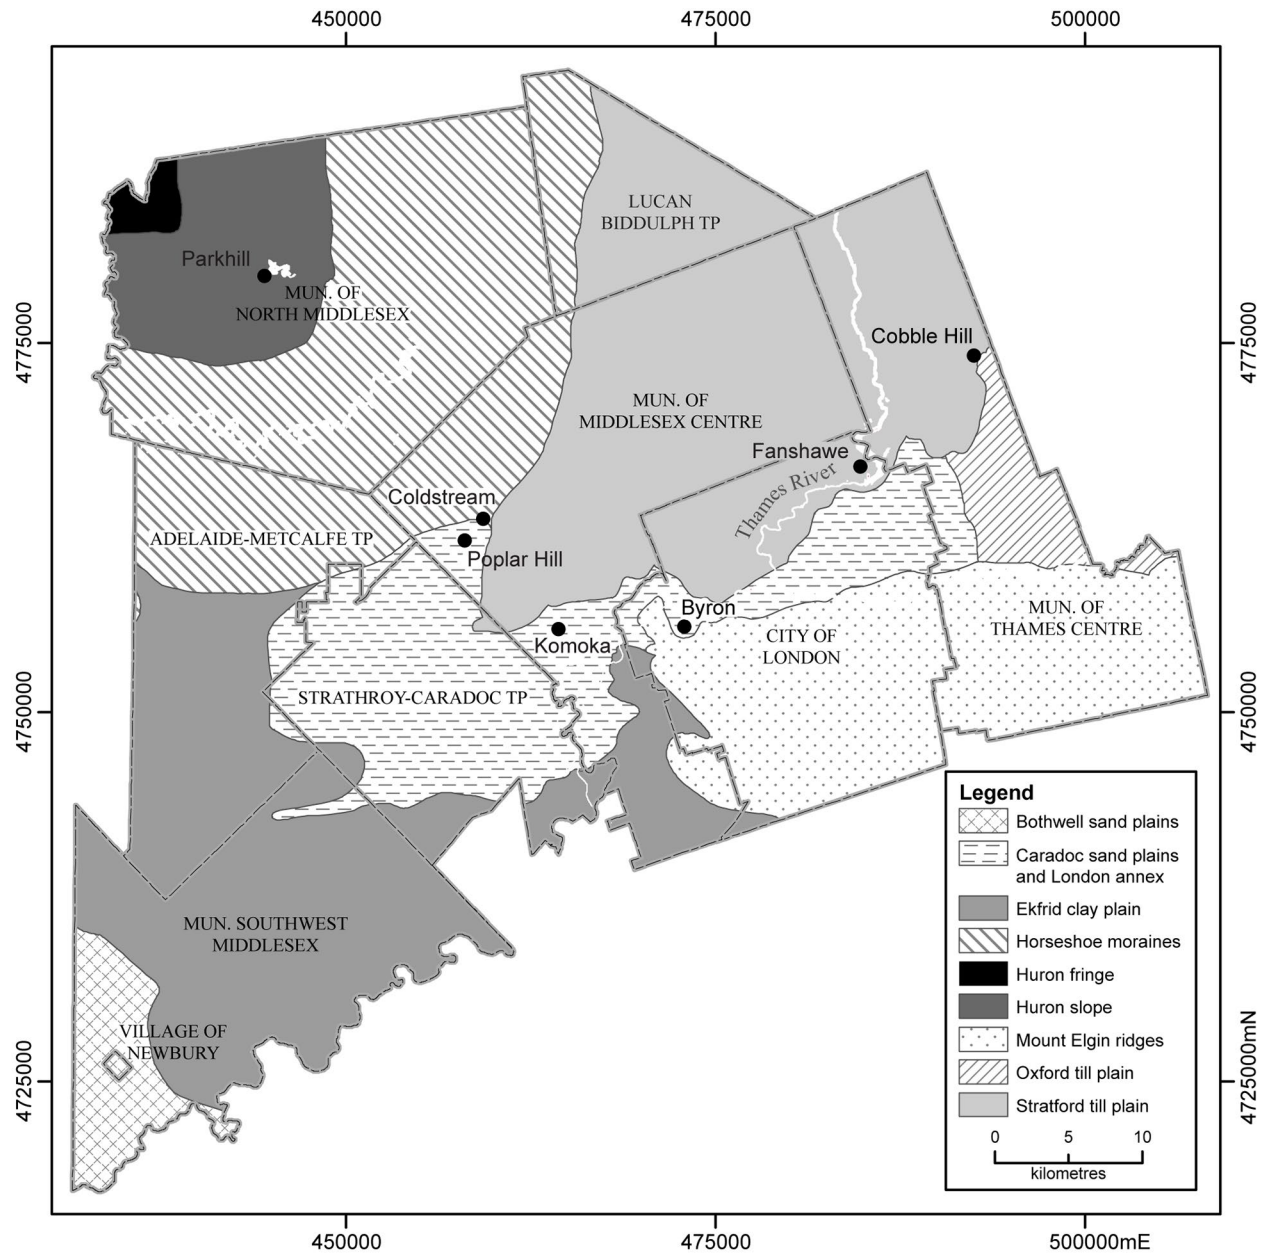 450000
475000
500000
LUCAN
BIDDULPH TP
Parkhill
MUN. OF
NORTH MIDDLESEX
4775000
4775000
Cobble Hill
MUN. OF
MIDDLESEX CENTRE
Fanshawe
Thames River
Coldstream
ADELAIDE-METCALFE TP
Poplar Hill
Byron
MUN. OF
THAMES CENTRE
CITY OF
LONDON
Komoka
STRATHROY-CARADOC TP
4750000
4750000
Legend
Bothwell sand plains
Caradoc sand plains
and London annex
Ekfrid clay plain
Horseshoe moraines
Huron fringe
Huron slope
Mount Elgin ridges
Oxford till plain
Stratford till plain
0 5 10
kilometres
MUN. SOUTHWEST
MIDDLESEX
VILLAGE OF
NEWBURY
4725000
4725000mN
450000
475000
500000mE